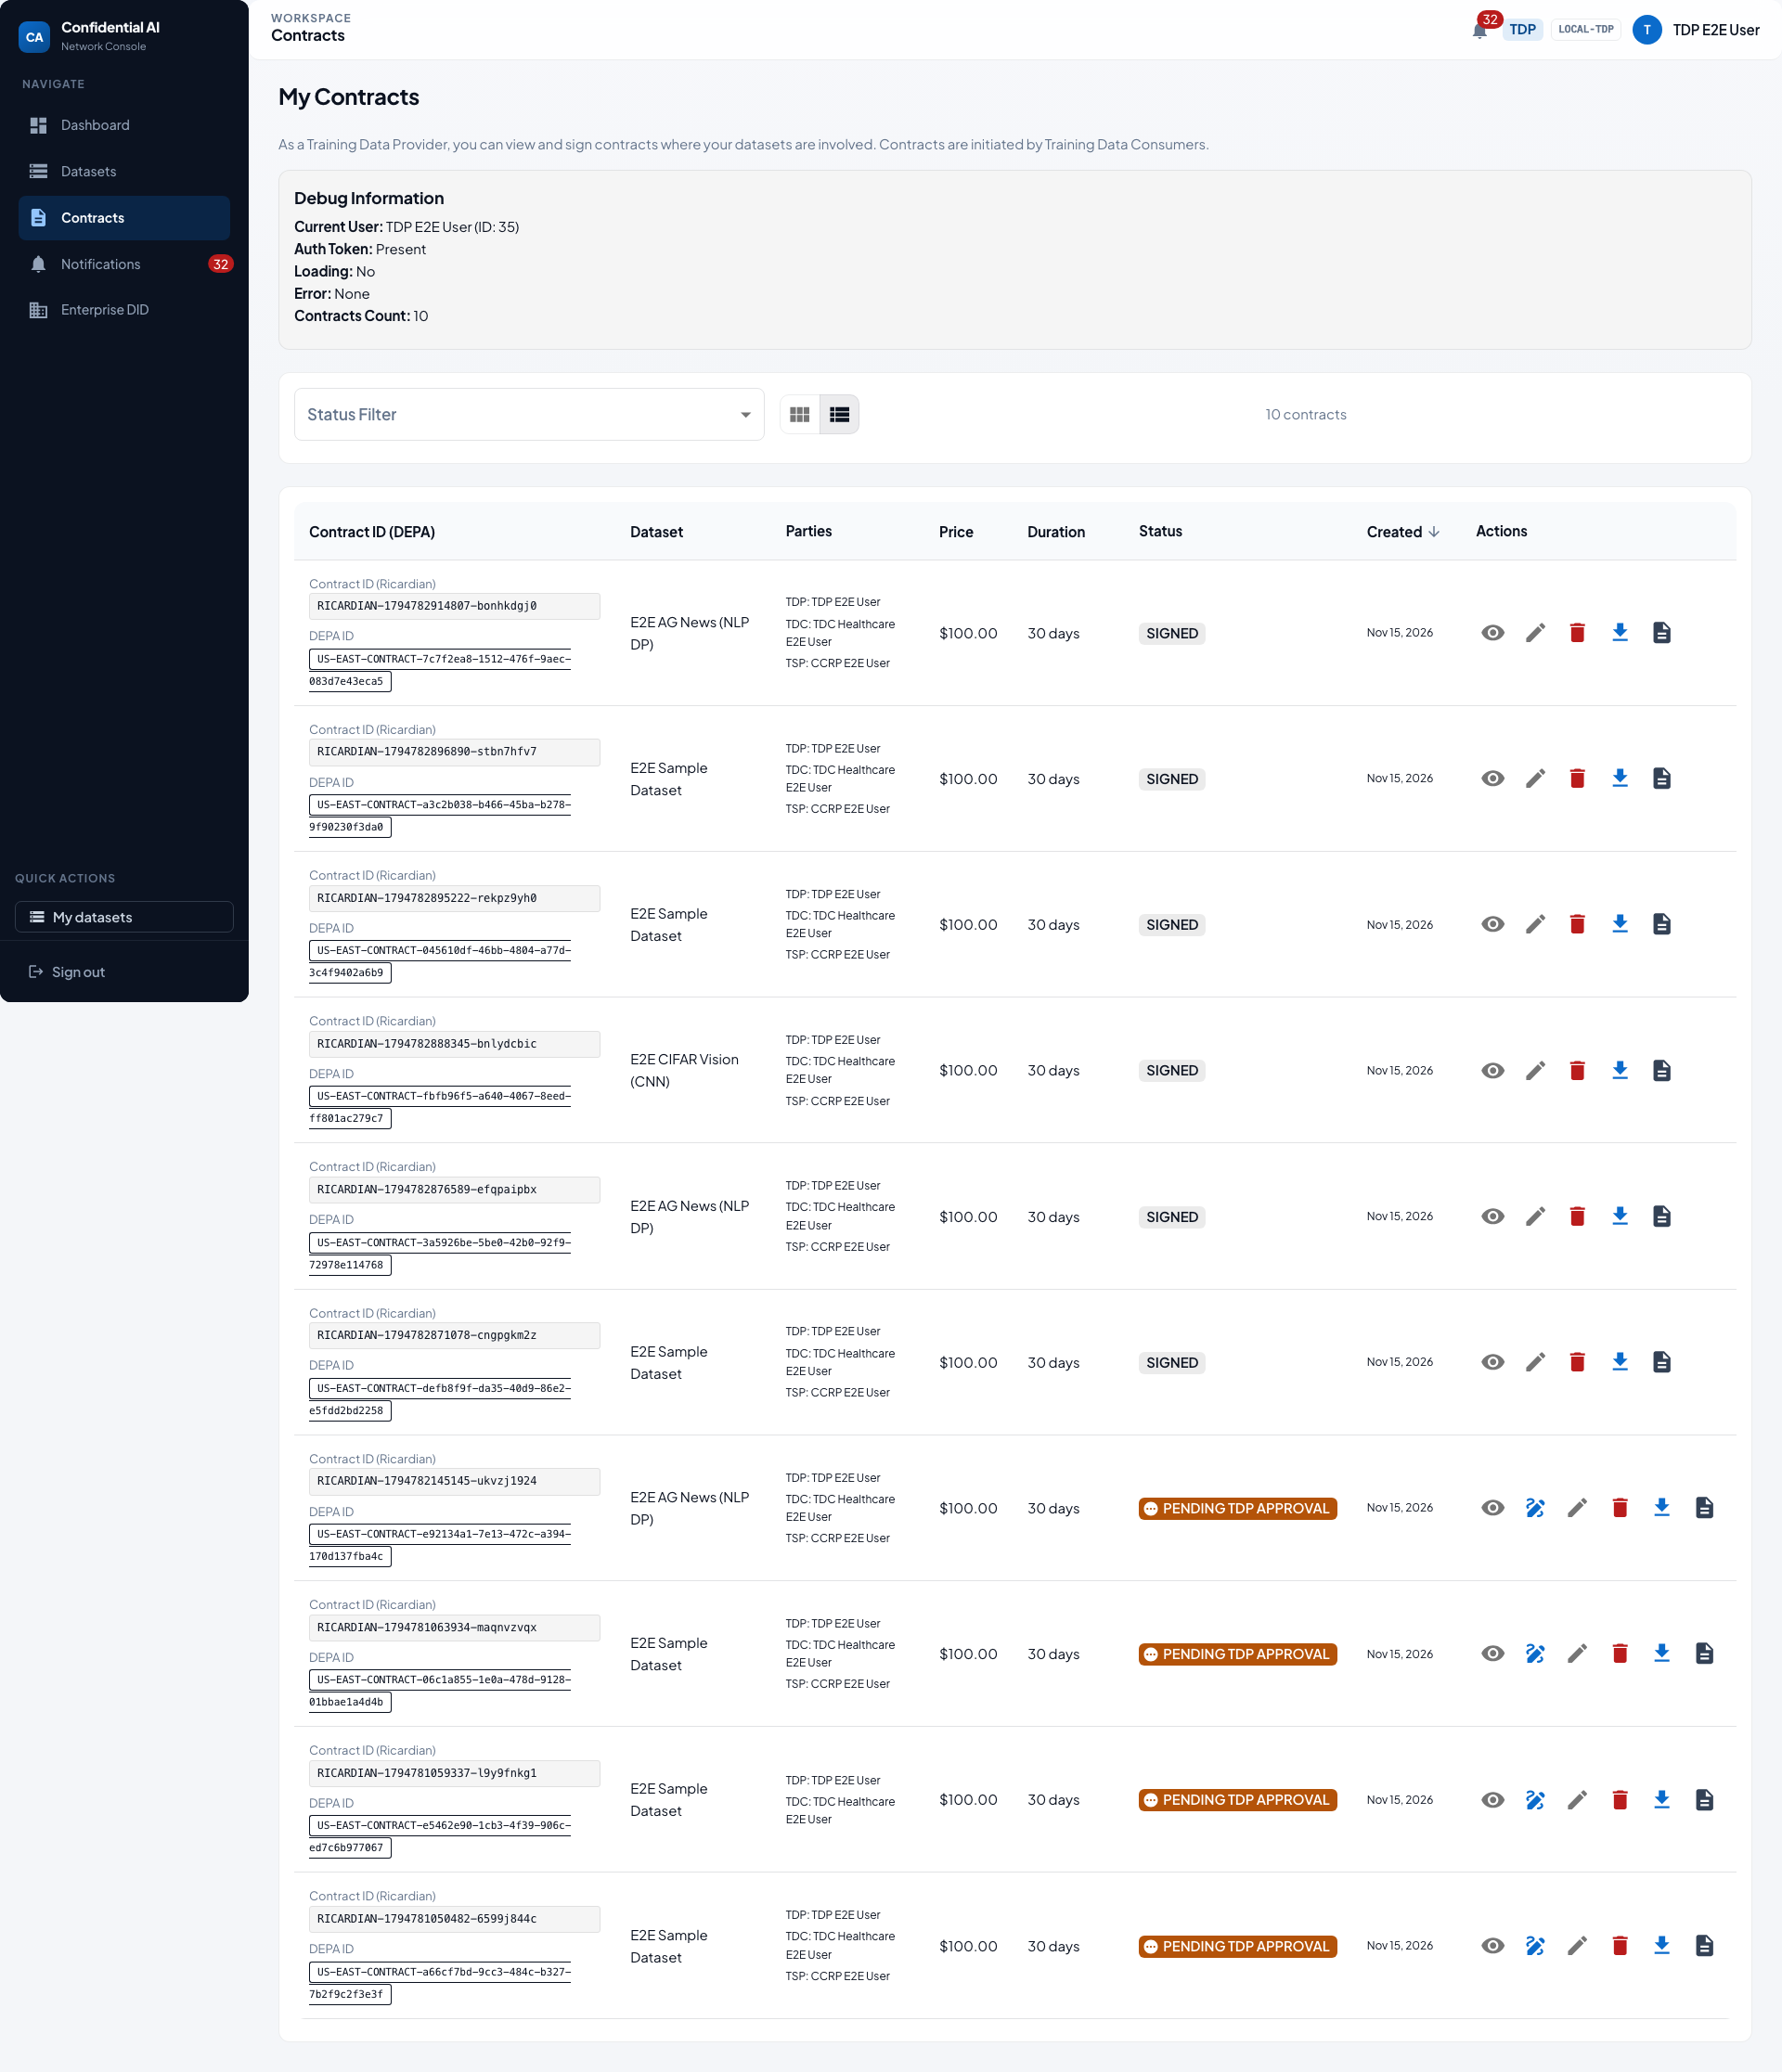 CA
Confidential AI
Network Console
NAVIGATE
Dashboard
Datasets
Contracts
Notifications
32
Enterprise DID
QUICK ACTIONS
My datasets
Sign out
WORKSPACE
Contracts
32
TDP
LOCAL-TDP
T
TDP E2E User
My Contracts
As a Training Data Provider, you can view and sign contracts where your datasets are involved. Contracts are initiated by Training Data Consumers.
Debug Information
Current User: TDP E2E User (ID: 35)
Auth Token: Present
Loading: No
Error: None
Contracts Count: 10
Status Filter
10 contracts
Contract ID (DEPA) Dataset Parties Price Duration Status Created Actions
Contract ID (Ricardian)
RICARDIAN-1794782914807-bonhkdgj0
DEPA ID
US-EAST-CONTRACT-7c7f2ea8-1512-476f-9aec-
083d7e43eca5
E2E AG News (NLP
DP)
TDP: TDP E2E User
TDC: TDC Healthcare
E2E User
TSP: CCRP E2E User
$100.00
30 days
SIGNED
Nov 15, 2026
Contract ID (Ricardian)
RICARDIAN-1794782896890-stbn7hfv7
DEPA ID
US-EAST-CONTRACT-a3c2b038-b466-45ba-b278-
9f90230f3da0
E2E Sample
Dataset
TDP: TDP E2E User
TDC: TDC Healthcare
E2E User
TSP: CCRP E2E User
$100.00
30 days
SIGNED
Nov 15, 2026
Contract ID (Ricardian)
RICARDIAN-1794782895222-rekpz9yh0
DEPA ID
US-EAST-CONTRACT-045610df-46bb-4804-a77d-
3c4f9402a6b9
E2E Sample
Dataset
TDP: TDP E2E User
TDC: TDC Healthcare
E2E User
TSP: CCRP E2E User
$100.00
30 days
SIGNED
Nov 15, 2026
Contract ID (Ricardian)
RICARDIAN-1794782888345-bnlydcbic
DEPA ID
US-EAST-CONTRACT-fbfb96f5-a640-4067-8eed-
ff801ac279c7
E2E CIFAR Vision
(CNN)
TDP: TDP E2E User
TDC: TDC Healthcare
E2E User
TSP: CCRP E2E User
$100.00
30 days
SIGNED
Nov 15, 2026
Contract ID (Ricardian)
RICARDIAN-1794782876589-efqpaipbx
DEPA ID
US-EAST-CONTRACT-3a5926be-5be0-42b0-92f9-
72978e114768
E2E AG News (NLP
DP)
TDP: TDP E2E User
TDC: TDC Healthcare
E2E User
TSP: CCRP E2E User
$100.00
30 days
SIGNED
Nov 15, 2026
Contract ID (Ricardian)
RICARDIAN-1794782871078-cngpgkm2z
DEPA ID
US-EAST-CONTRACT-defb8f9f-da35-40d9-86e2-
e5fdd2bd2258
E2E Sample
Dataset
TDP: TDP E2E User
TDC: TDC Healthcare
E2E User
TSP: CCRP E2E User
$100.00
30 days
SIGNED
Nov 15, 2026
Contract ID (Ricardian)
RICARDIAN-1794782145145-ukvzj1924
DEPA ID
US-EAST-CONTRACT-e92134a1-7e13-472c-a394-
170d137fba4c
E2E AG News (NLP
DP)
TDP: TDP E2E User
TDC: TDC Healthcare
E2E User
TSP: CCRP E2E User
$100.00
30 days
PENDING TDP APPROVAL
Nov 15, 2026
Contract ID (Ricardian)
RICARDIAN-1794781063934-maqnvzvqx
DEPA ID
US-EAST-CONTRACT-06c1a855-1e0a-478d-9128-
01bbae1a4d4b
E2E Sample
Dataset
TDP: TDP E2E User
TDC: TDC Healthcare
E2E User
TSP: CCRP E2E User
$100.00
30 days
PENDING TDP APPROVAL
Nov 15, 2026
Contract ID (Ricardian)
RICARDIAN-1794781059337-l9y9fnkg1
DEPA ID
US-EAST-CONTRACT-e5462e90-1cb3-4f39-906c-
ed7c6b977067
E2E Sample
Dataset
TDP: TDP E2E User
TDC: TDC Healthcare
E2E User
$100.00
30 days
PENDING TDP APPROVAL
Nov 15, 2026
Contract ID (Ricardian)
RICARDIAN-1794781050482-6599j844c
DEPA ID
US-EAST-CONTRACT-a66cf7bd-9cc3-484c-b327-
7b2f9c2f3e3f
E2E Sample
Dataset
TDP: TDP E2E User
TDC: TDC Healthcare
E2E User
TSP: CCRP E2E User
$100.00
30 days
PENDING TDP APPROVAL
Nov 15, 2026